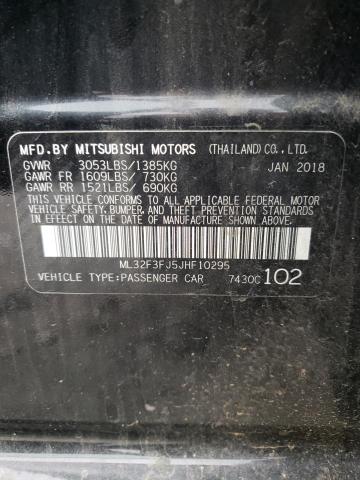 MFD.BY MITSUBISHI MOTORS (THAILAND)CO.,LTD.
GVWR 3053LBS/1385KG JAN 2018
GAWR FR 1609LBS/ 730KG
GAWR RR 1521LBS/ 690KG
THIS VEHICLE CONFORMS TO ALL APPLICABLE FEDERAL MOTOR
VEHICLE SAFETY, BUMPER, AND THEFT PREVENTION STANDARDS
IN EFFECT ON THE DATE OF MANUFACTURE SHOWN ABOVE.
ML32F3FJ5JHF10295
VEHICLE TYPE:PASSENGER CAR 7430C 102